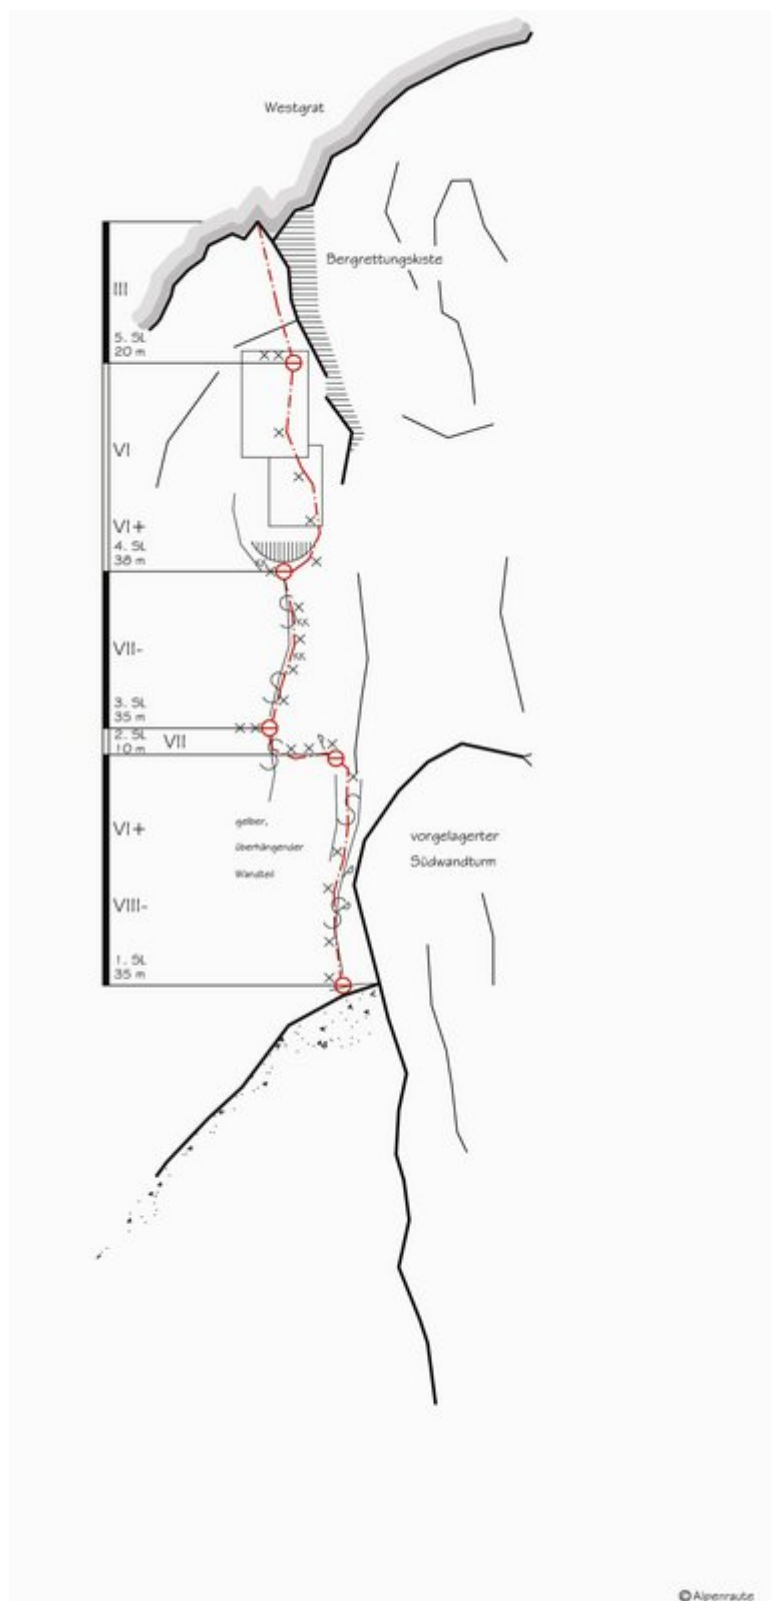 Westgrat
Bergrettungskiste
III
5. SL
20 m
VI
VI+
4. SL
38 m
VII-
3. SL
35 m
2. SL
10 m
VII
VI+
gelber,
überhängender
Wandteil
vorgelagerter
Südwandturm
VIII-
1. SL
35 m
©Alpenraute